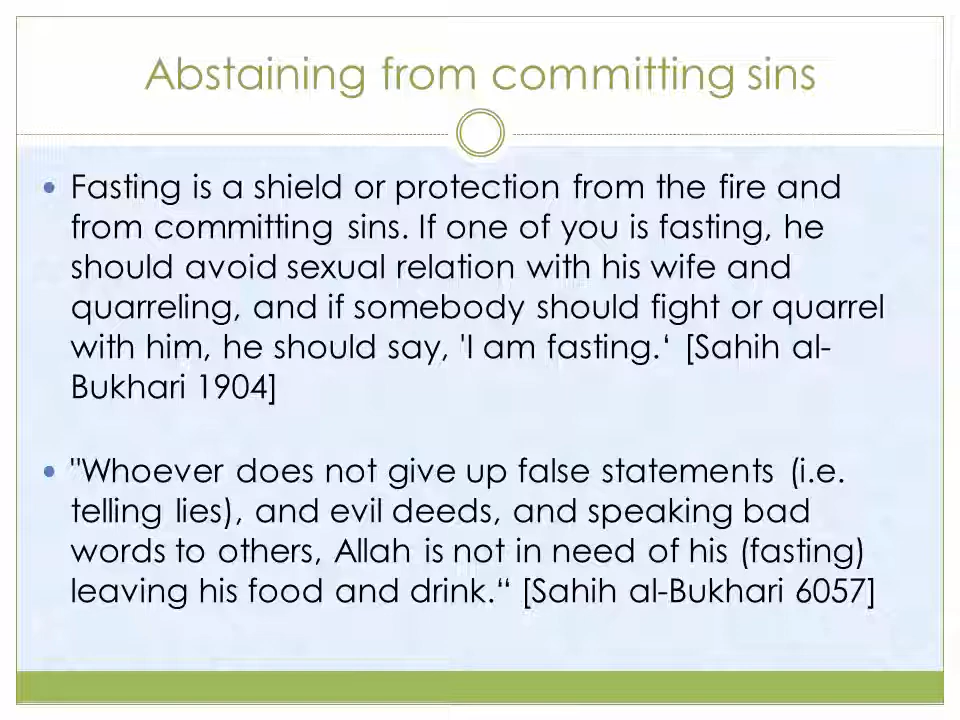 Abstaining from committing sins
• Fasting is a shield or protection from the fire and
from committing sins. If one of you is fasting, he
should avoid sexual relation with his wife and
quarreling, and if somebody should fight or quarrel
with him, he should say, 'I am fasting.‘ [Sahih al-
Bukhari 1904]
• "Whoever does not give up false statements (i.e.
telling lies), and evil deeds, and speaking bad
words to others, Allah is not in need of his (fasting)
leaving his food and drink.“ [Sahih al-Bukhari 6057]